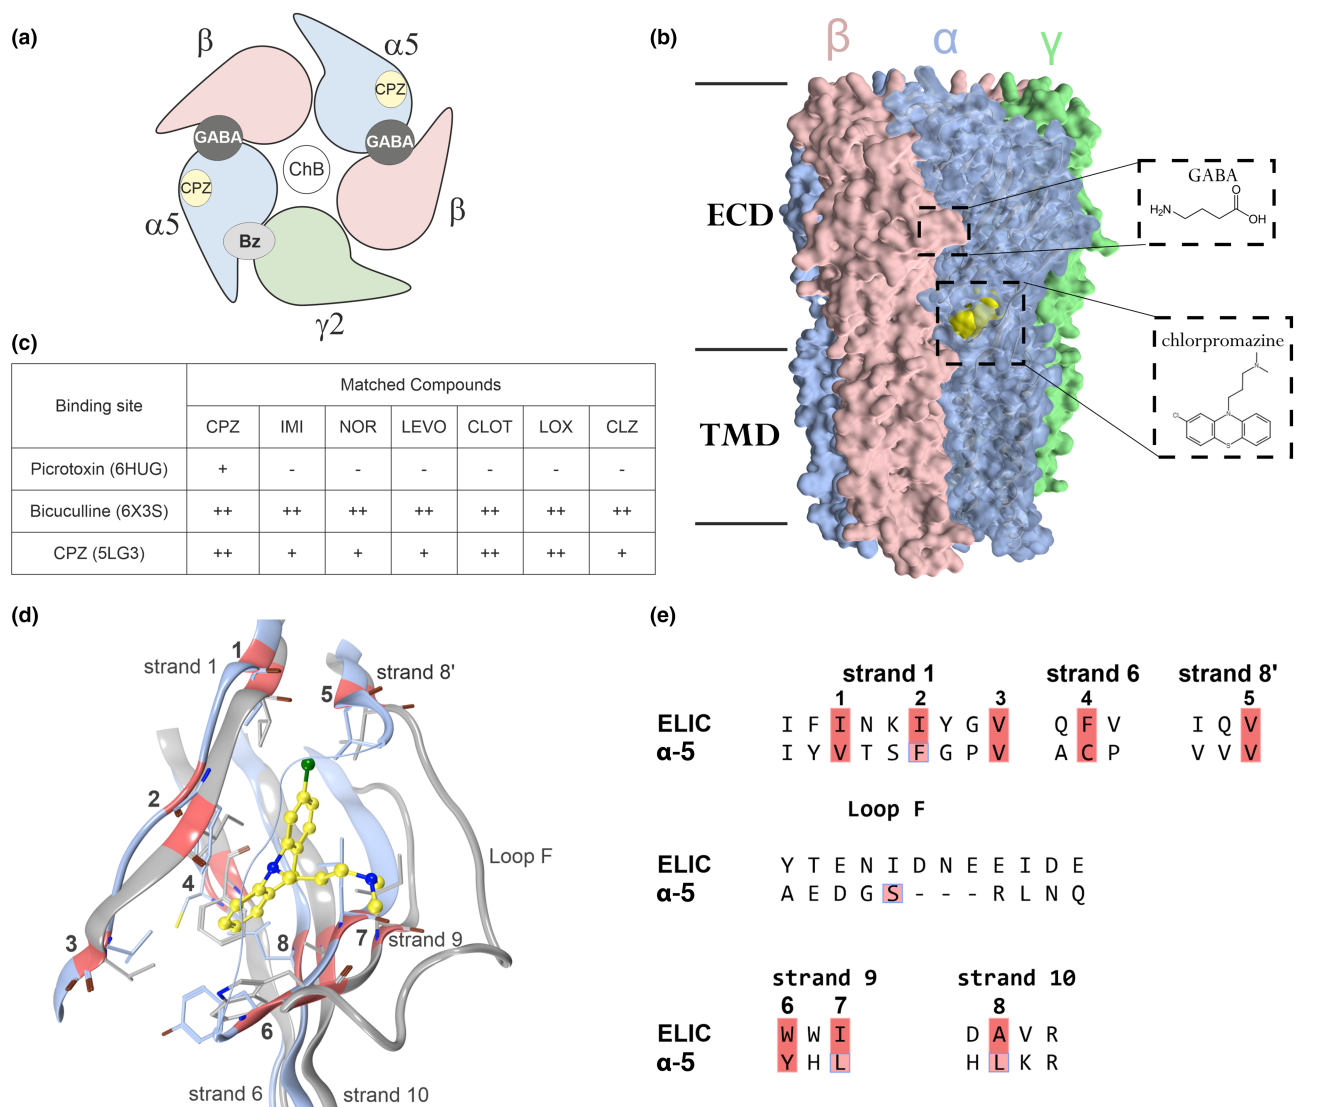 (a)
β
α5
CPZ
GABA
GABA
ChB
CPZ
α5
β
Bz
γ2
(b)
β α γ
ECD
TMD
GABA
H₂N
O
OH
chlorpromazine
N
Cl
N
S
(c)
Binding site
Matched Compounds
CPZ IMI NOR LEVO CLOT LOX CLZ
Picrotoxin (6HUG) + - - - - - -
Bicuculline (6X3S) ++ ++ ++ ++ ++ ++ ++
CPZ (5LG3) ++ + + + ++ ++ +
(d)
1
strand 1
strand 8'
5
2
Loop F
4
3
8
7
strand 9
6
strand 6
strand 10
(e)
strand 1 strand 6 strand 8'
1 2 3 4 5
ELIC I F I N K I Y G V Q F V I Q V
α-5 I Y V T S F G P V A C P V V V
Loop F
ELIC Y T E N I D N E E I D E
α-5 A E D G S - - - R L N Q
strand 9 strand 10
6 7 8
ELIC W W I D A V R
α-5 Y H L H L K R